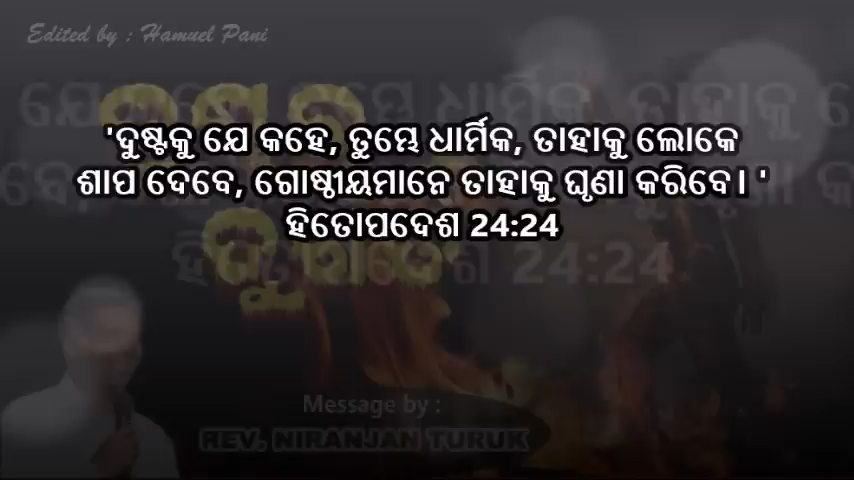 Edited by : Hamuel Pani
'ଦୁଷ୍ଟକୁ ଯେ କହେ, ତୁମ୍ଭେ ଧାର୍ମିକ, ତାହାକୁ ଲୋକେ
ଶାପ ଦେବେ, ଗୋଷ୍ଠୀୟମାନେ ତାହାକୁ ଘୃଣା କରିବେ। '
ହିତୋପଦେଶ 24:24
Message by :
REV. NIRANJAN TURUK